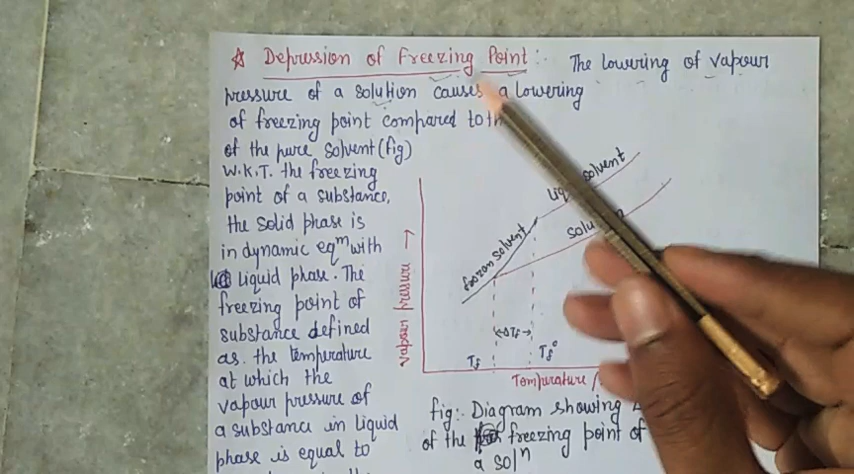 ☆ Depression of Freezing Point :- The lowering of vapour
pressure of a solution causes a lowering
of freezing point compared to
of the pure solvent (fig)
W.K.T. the freezing
point of a substance,
the solid phase is
in dynamic eqᵐ with
liquid phase. The
freezing point of
substance defined
as. the temperature
at which the
vapour pressure of
a substance in liquid
phase is equal to
vapour pressure →
frozen solvent
solvent
ΔTf
Tf
Tf°
Temperature /
fig:- Diagram showing
of the freezing point of
a solⁿ